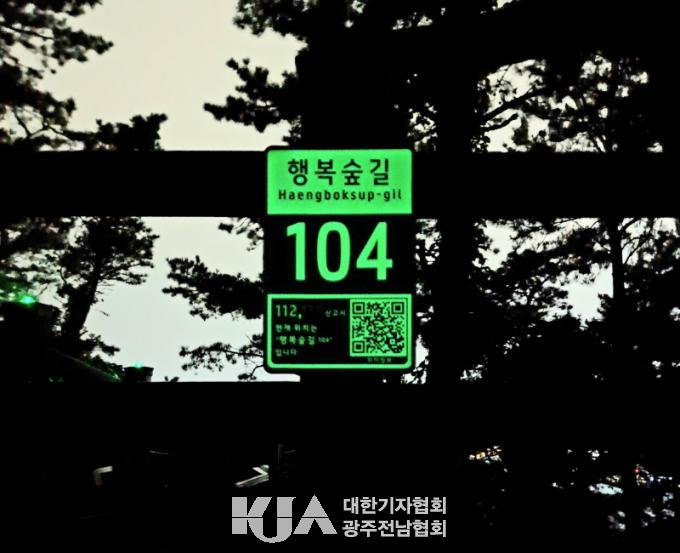 행복숲길
Haengboksup-gil
104
112, 신고시
현재 위치는
"행복숲길 104"
입니다
KJA 대한기자협회
광주전남협회